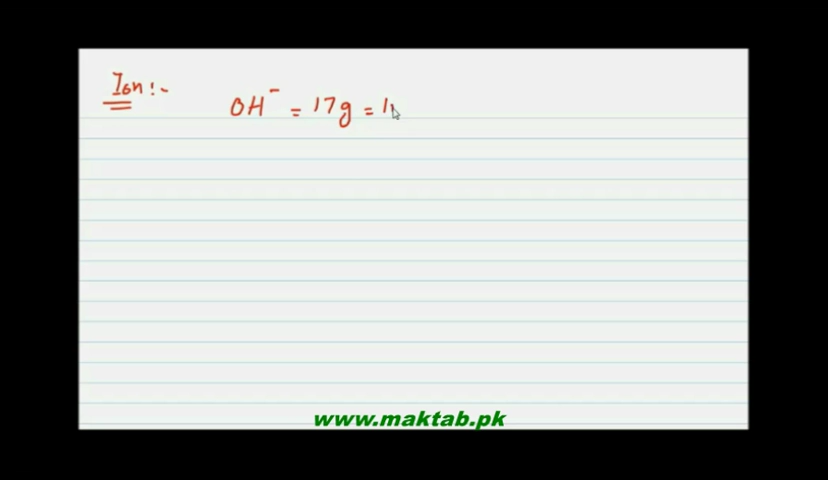 Ion :-
OH⁻ = 17g = 1
www.maktab.pk